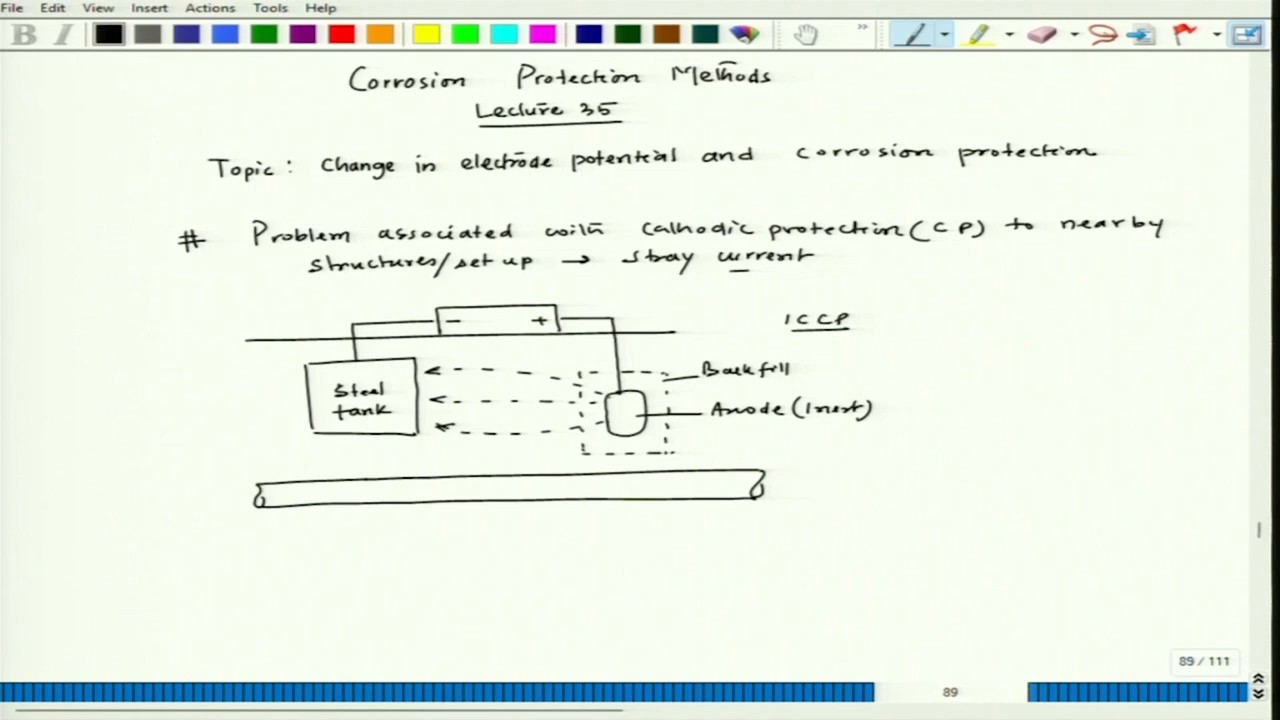 File Edit View Insert Actions Tools Help
B I
Corrosion Protection Methods
Lecture 35
Topic: Change in electrode potential and corrosion protection
# Problem associated with Cathodic protection (CP) to nearby
structures/set up → stray current
- +
ICCP
Steel
tank
Backfill
Anode (Inert)
89 / 111
89